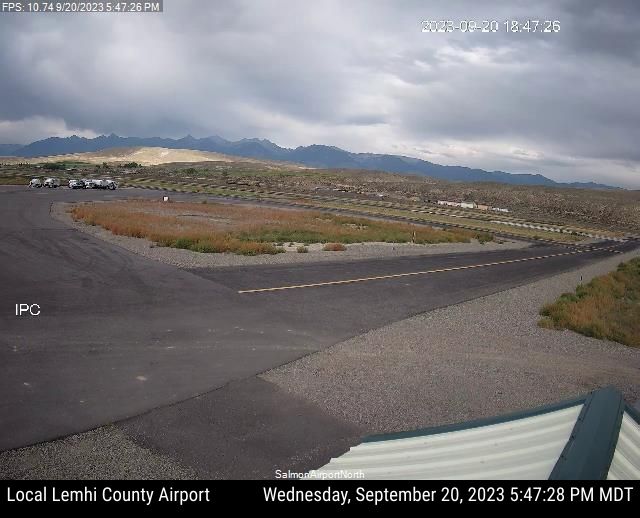 FPS: 10.74 9/20/2023 5:47:26 PM
2023-09-20 18:47:26
IPC
SalmonAirportNorth
Local Lemhi County Airport
Wednesday, September 20, 2023 5:47:28 PM MDT